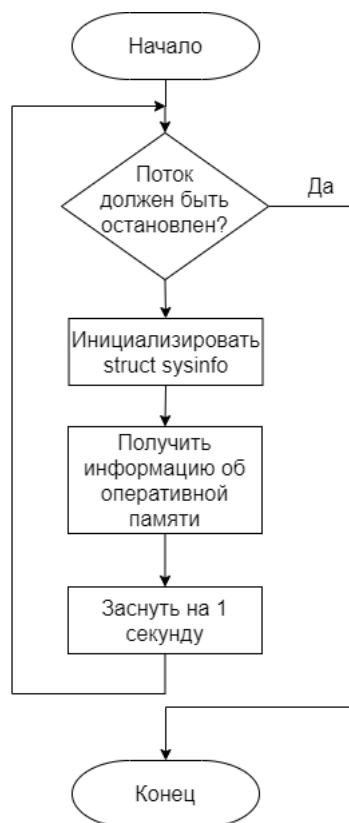 Начало
Поток
должен быть
остановлен?
Да
Инициализировать
struct sysinfo
Получить
информацию об
оперативной
памяти
Заснуть на 1
секунду
Конец